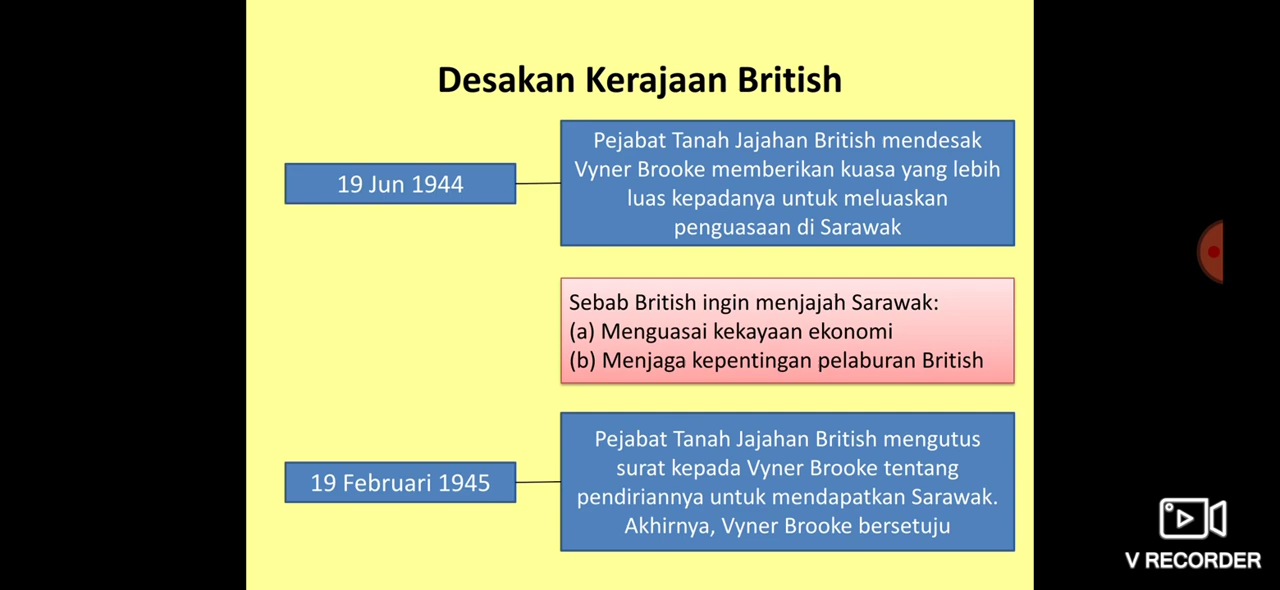 Desakan Kerajaan British
19 Jun 1944
Pejabat Tanah Jajahan British mendesak
Vyner Brooke memberikan kuasa yang lebih
luas kepadanya untuk meluaskan
penguasaan di Sarawak
Sebab British ingin menjajah Sarawak:
(a) Menguasai kekayaan ekonomi
(b) Menjaga kepentingan pelaburan British
19 Februari 1945
Pejabat Tanah Jajahan British mengutus
surat kepada Vyner Brooke tentang
pendiriannya untuk mendapatkan Sarawak.
Akhirnya, Vyner Brooke bersetuju
V RECORDER